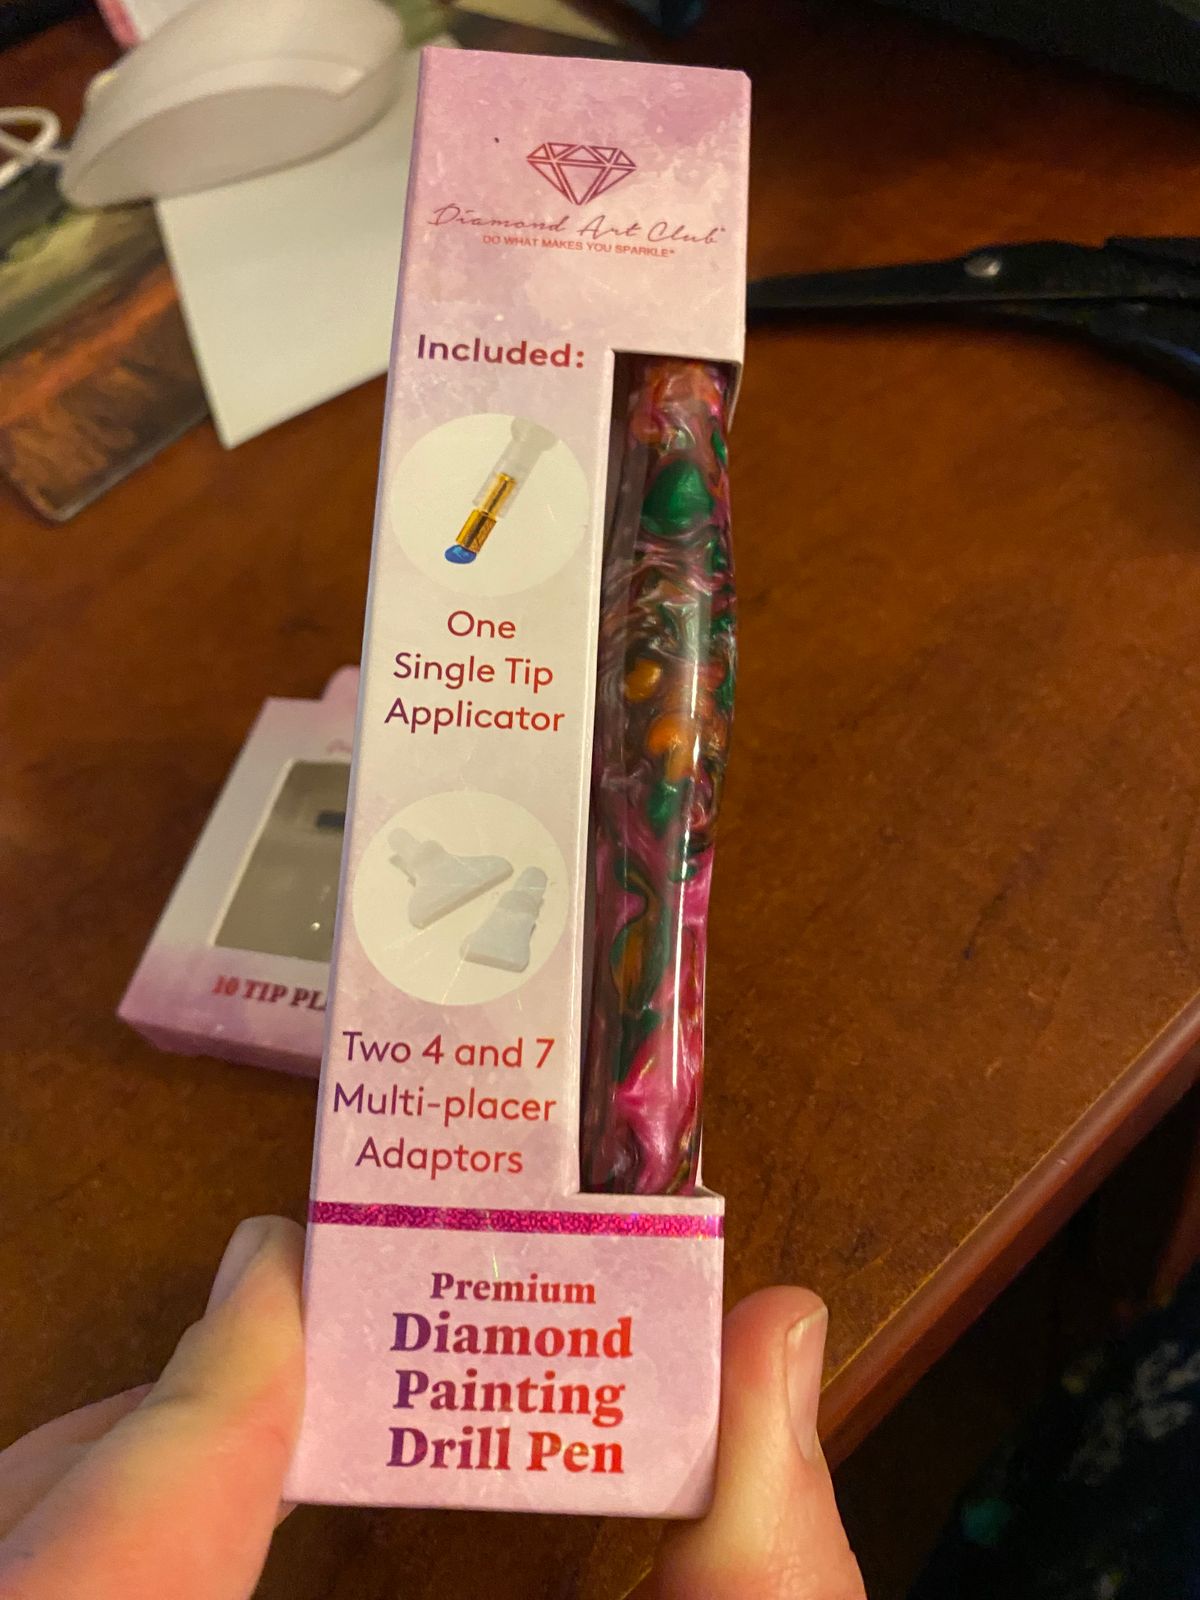 Diamond Art Club®
DO WHAT MAKES YOU SPARKLE®
Included:
One
Single Tip
Applicator
Two 4 and 7
Multi-placer
Adaptors
Premium
Diamond
Painting
Drill Pen
10 TIP